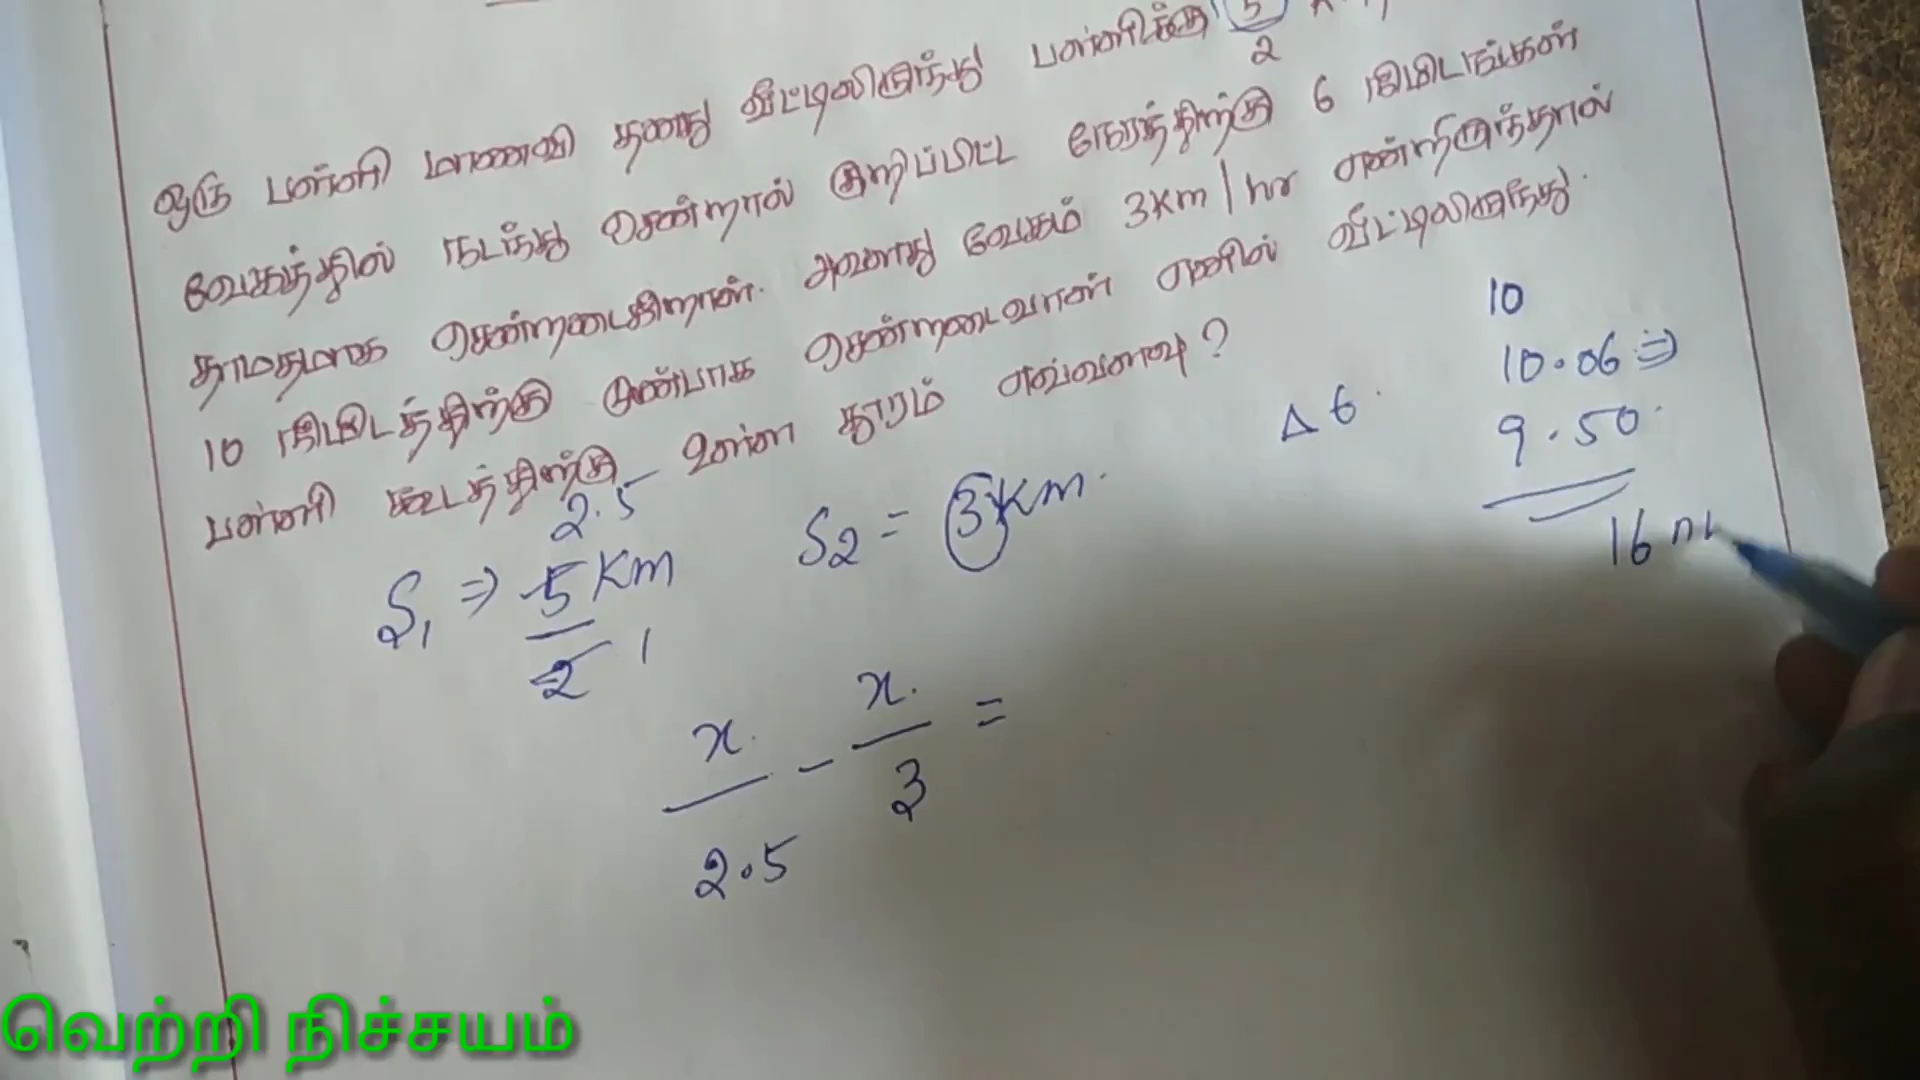 ஒரு பள்ளி மாணவி தனது வீட்டிலிருந்து பள்ளிக்கு 5/2
வேகத்தில் நடந்து சென்றால் குறிப்பிட்ட நேரத்திற்கு 6 நிமிடங்கள்
தாமதமாக சென்றடைகிறாள். அவளது வேகம் 3km/hr என்றிருந்தால்
10 நிமிடத்திற்கு முன்பாக சென்றடைவாள் எனில் வீட்டிலிருந்து
பள்ளி கூடத்திற்கு உள்ள தூரம் எவ்வளவு?
10
10.06 ⇒
Δ 6.
9.50.
16
2.5
S₁ ⇒ 5/2 km
1
S₂ = 3 km.
x/2.5 - x/3 =
வெற்றி நிச்சயம்